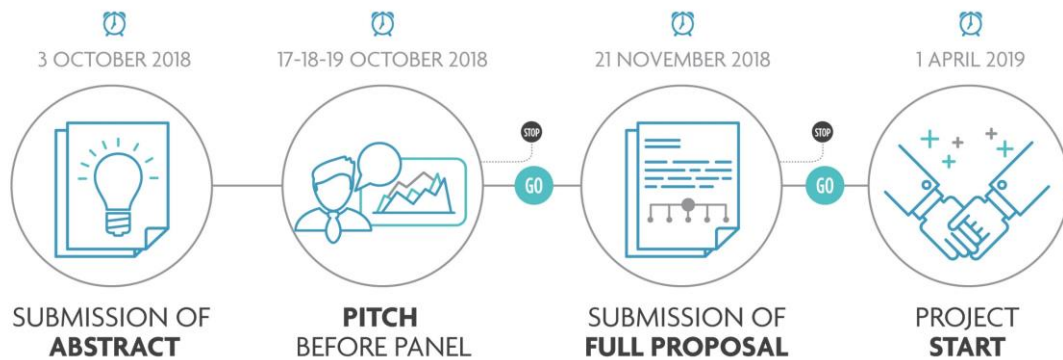 3 OCTOBER 2018
17-18-19 OCTOBER 2018
21 NOVEMBER 2018
1 APRIL 2019
STOP
GO
STOP
GO
SUBMISSION OF
ABSTRACT
PITCH
BEFORE PANEL
SUBMISSION OF
FULL PROPOSAL
PROJECT
START